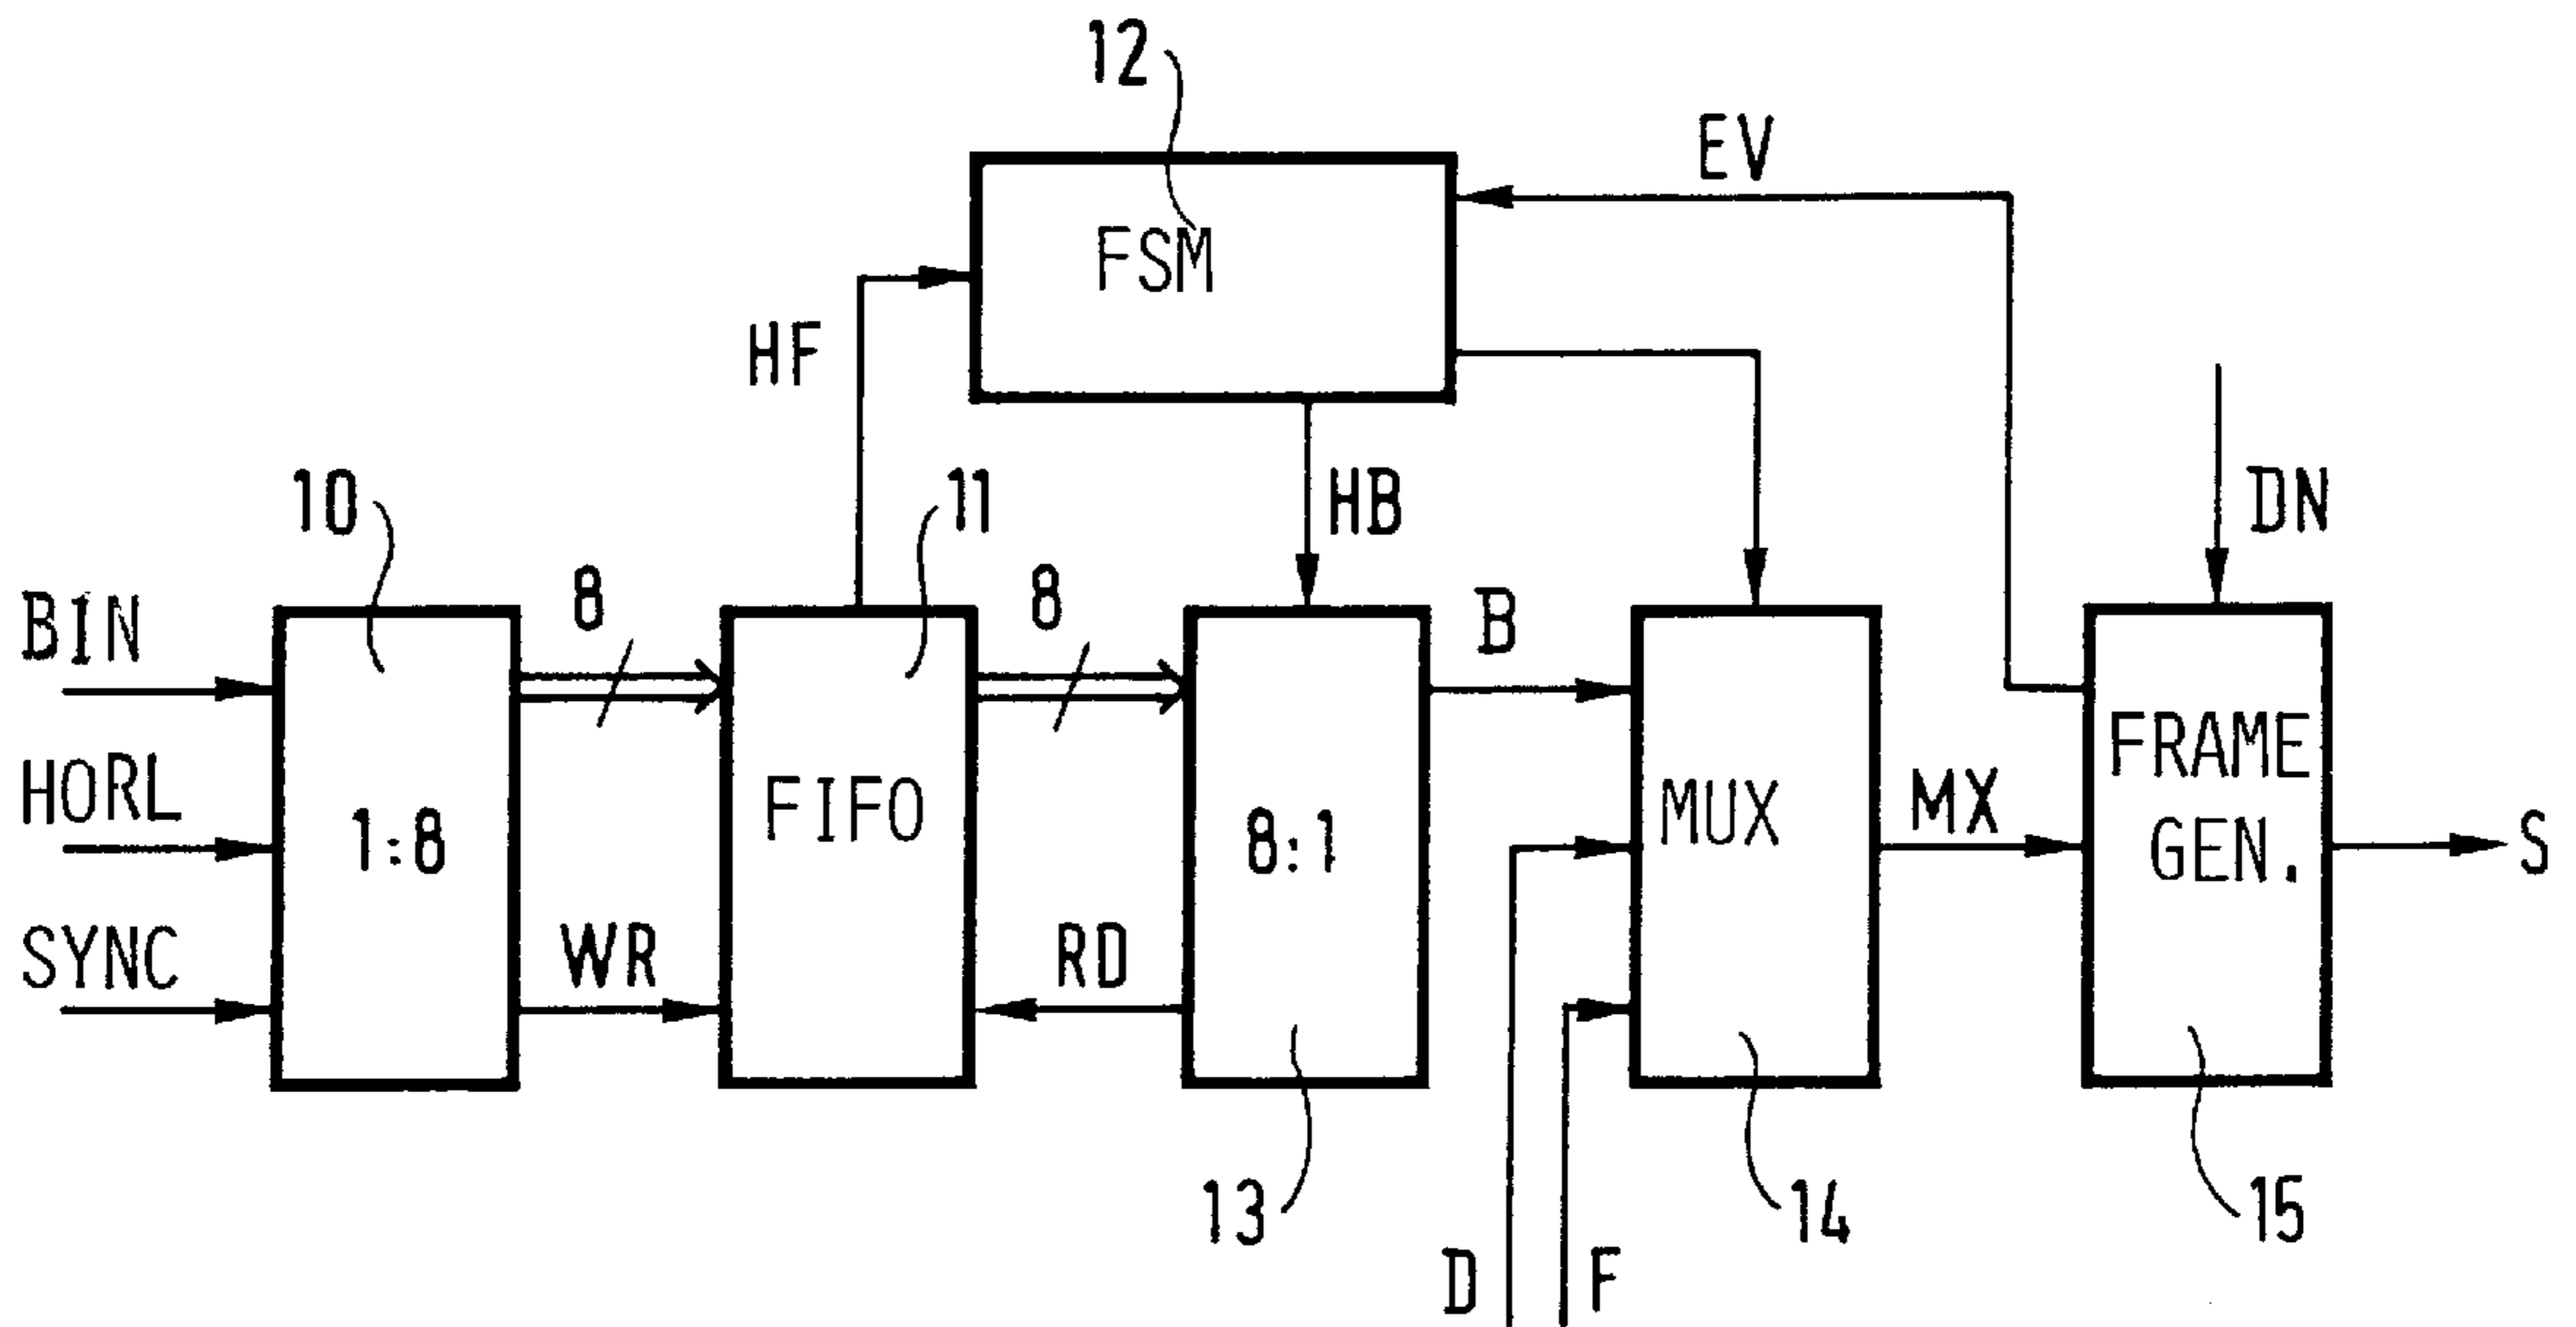 12
EV
FSM
HF
10
11
HB
DN
BIN
8
8
B
HORL
1:8
FIFO
8:1
MUX
MX
FRAME
GEN.
S
SYNC
WR
RD
13
14
15
D
F